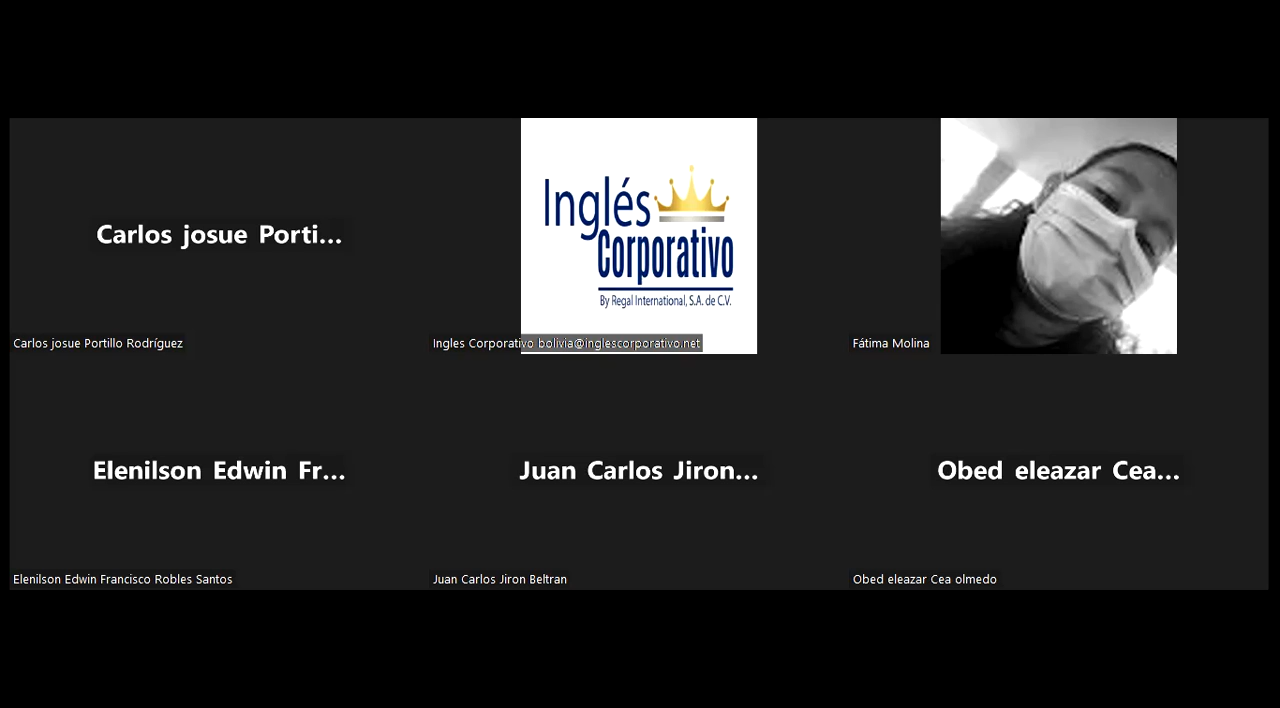 Carlos josue Porti...
Carlos josue Portillo Rodríguez
Inglés
Corporativo
By Regal International, S.A. de C.V.
Ingles Corporativo bolivia@inglescorporativo.net
Fátima Molina
Elenilson Edwin Fr...
Elenilson Edwin Francisco Robles Santos
Juan Carlos Jiron...
Juan Carlos Jiron Beltran
Obed eleazar Cea...
Obed eleazar Cea olmedo